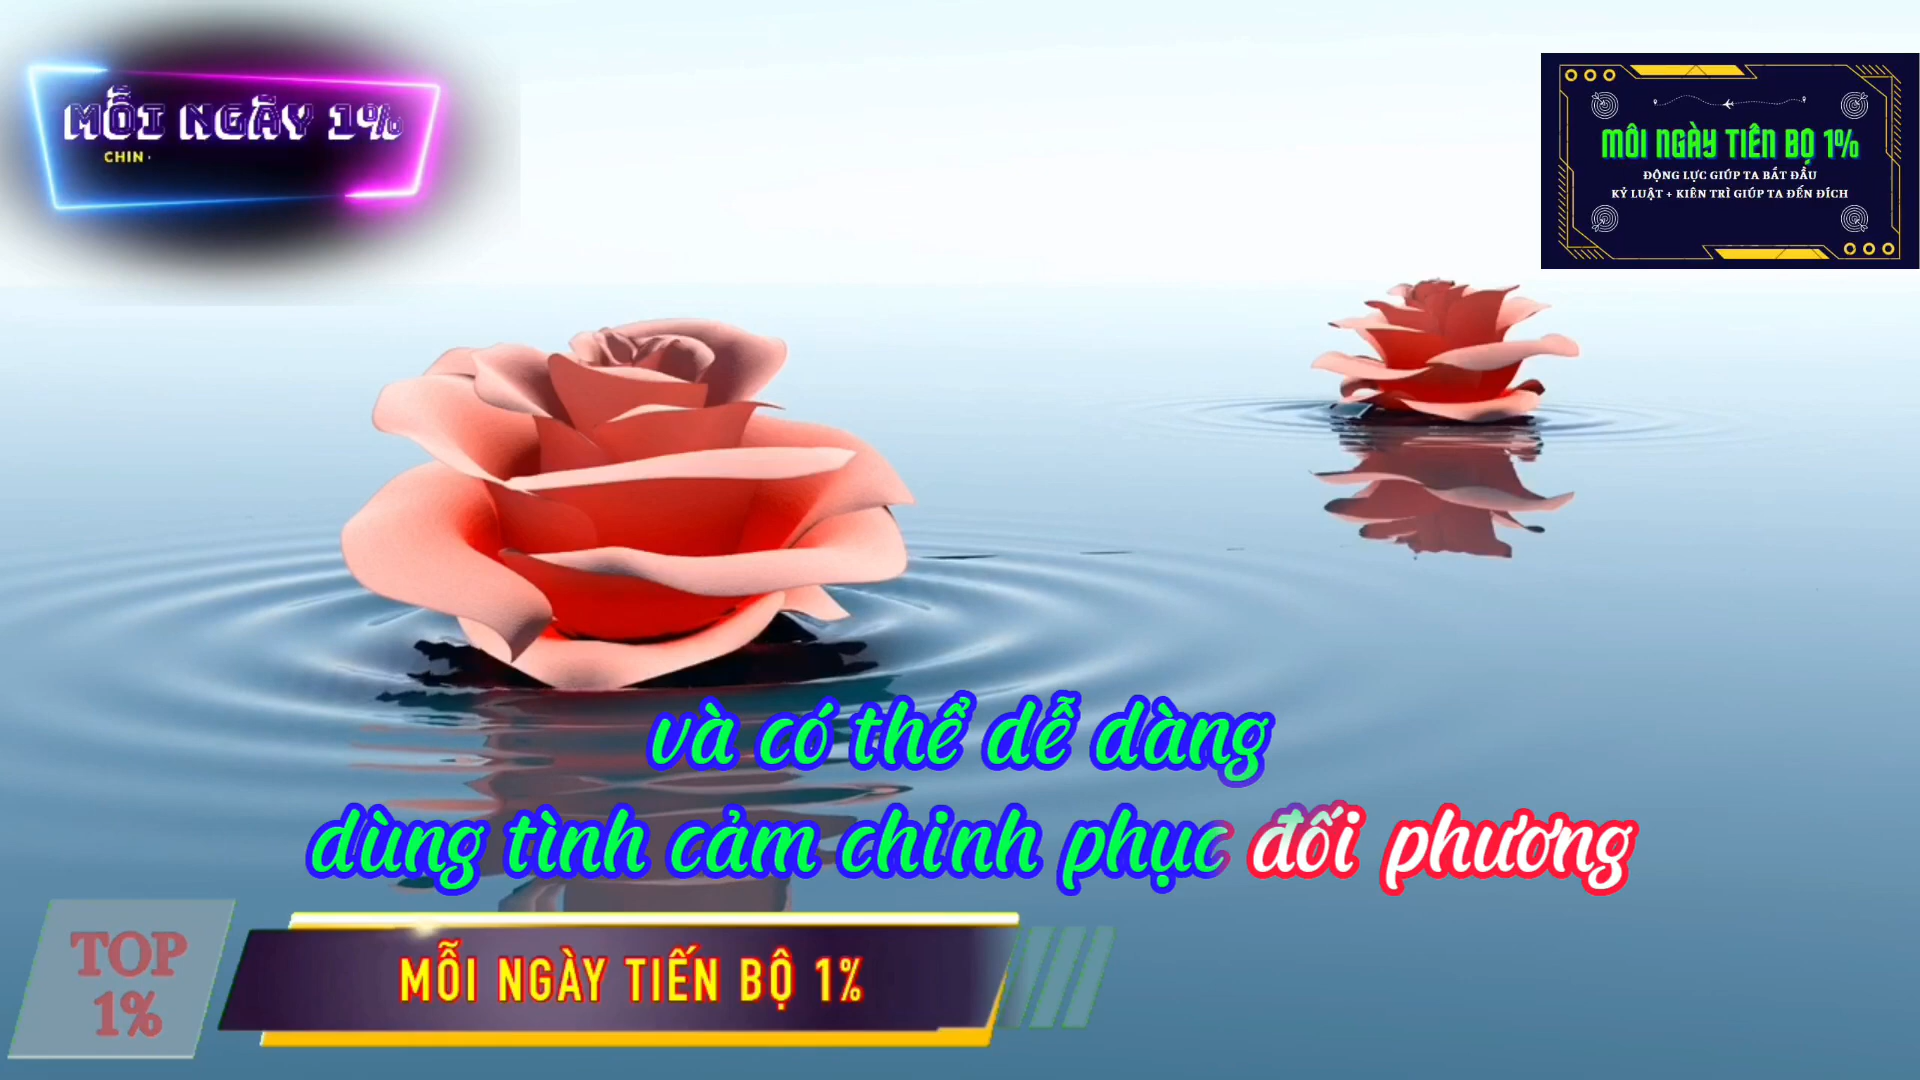 MỖI NGÀY 1%
CHIN
MỖI NGÀY TIẾN BỘ 1%
ĐỘNG LỰC GIÚP TA BẮT ĐẦU
KỶ LUẬT + KIÊN TRÌ GIÚP TA ĐẾN ĐÍCH
và có thể dễ dàng
dùng tình cảm chinh phục đối phương
TOP
1%
MỖI NGÀY TIẾN BỘ 1%